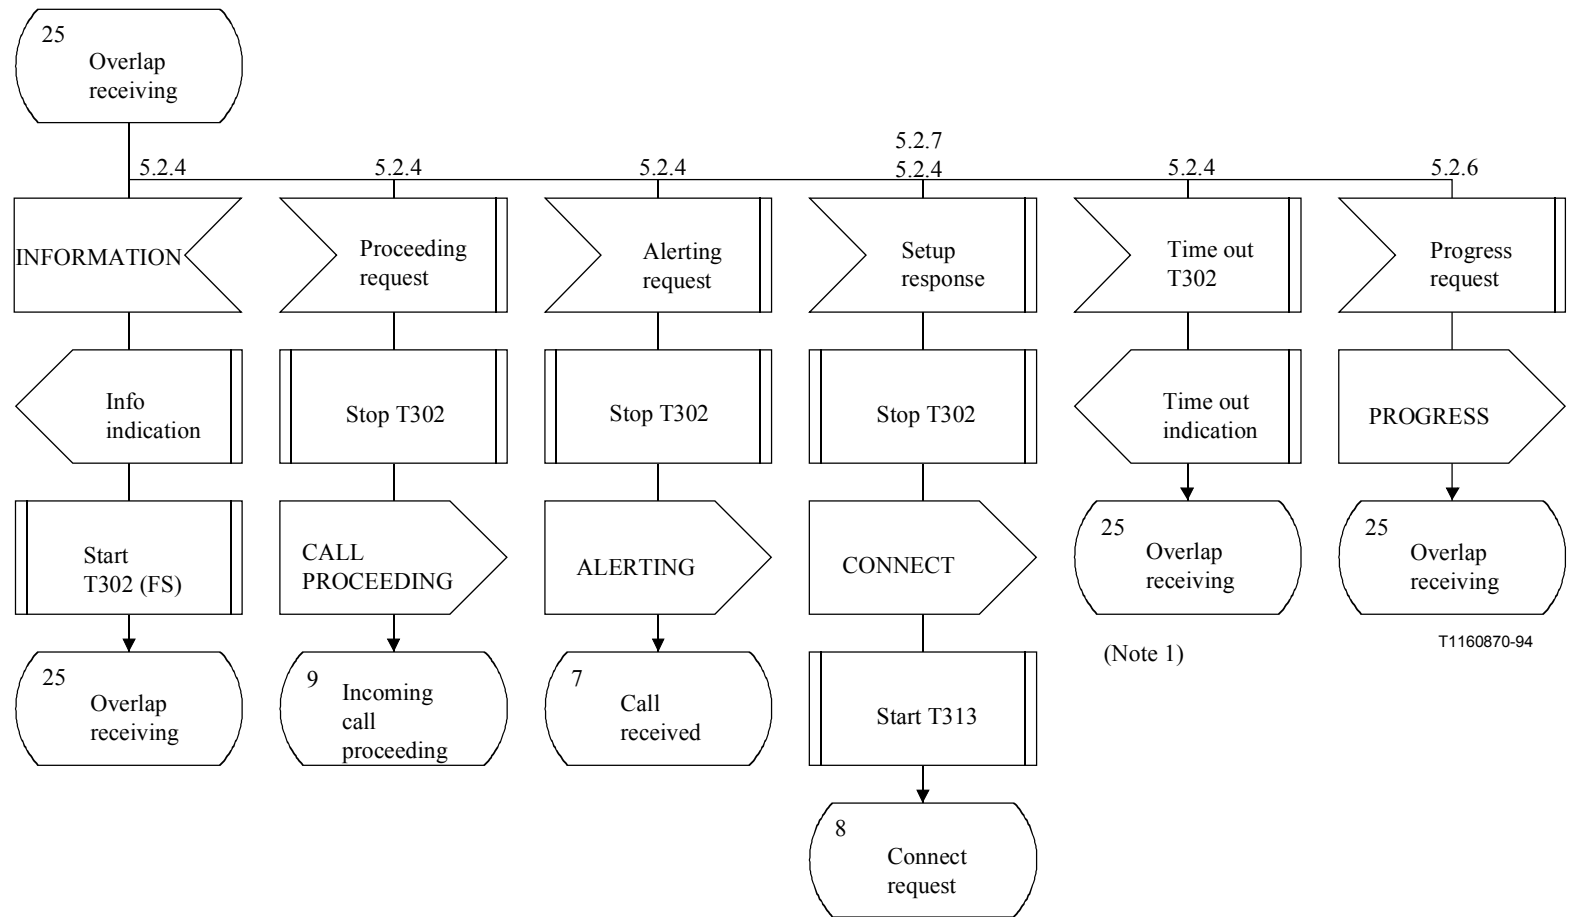 25
Overlap
receiving
5.2.4
5.2.4
5.2.4
5.2.7
5.2.4
5.2.4
5.2.6
INFORMATION
Proceeding
request
Alerting
request
Setup
response
Time out
T302
Progress
request
Info
indication
Stop T302
Stop T302
Stop T302
Time out
indication
PROGRESS
Start
T302 (FS)
CALL
PROCEEDING
ALERTING
CONNECT
25
Overlap
receiving
25
Overlap
receiving
(Note 1)
T1160870-94
25
Overlap
receiving
9
Incoming
call
proceeding
7
Call
received
Start T313
8
Connect
request